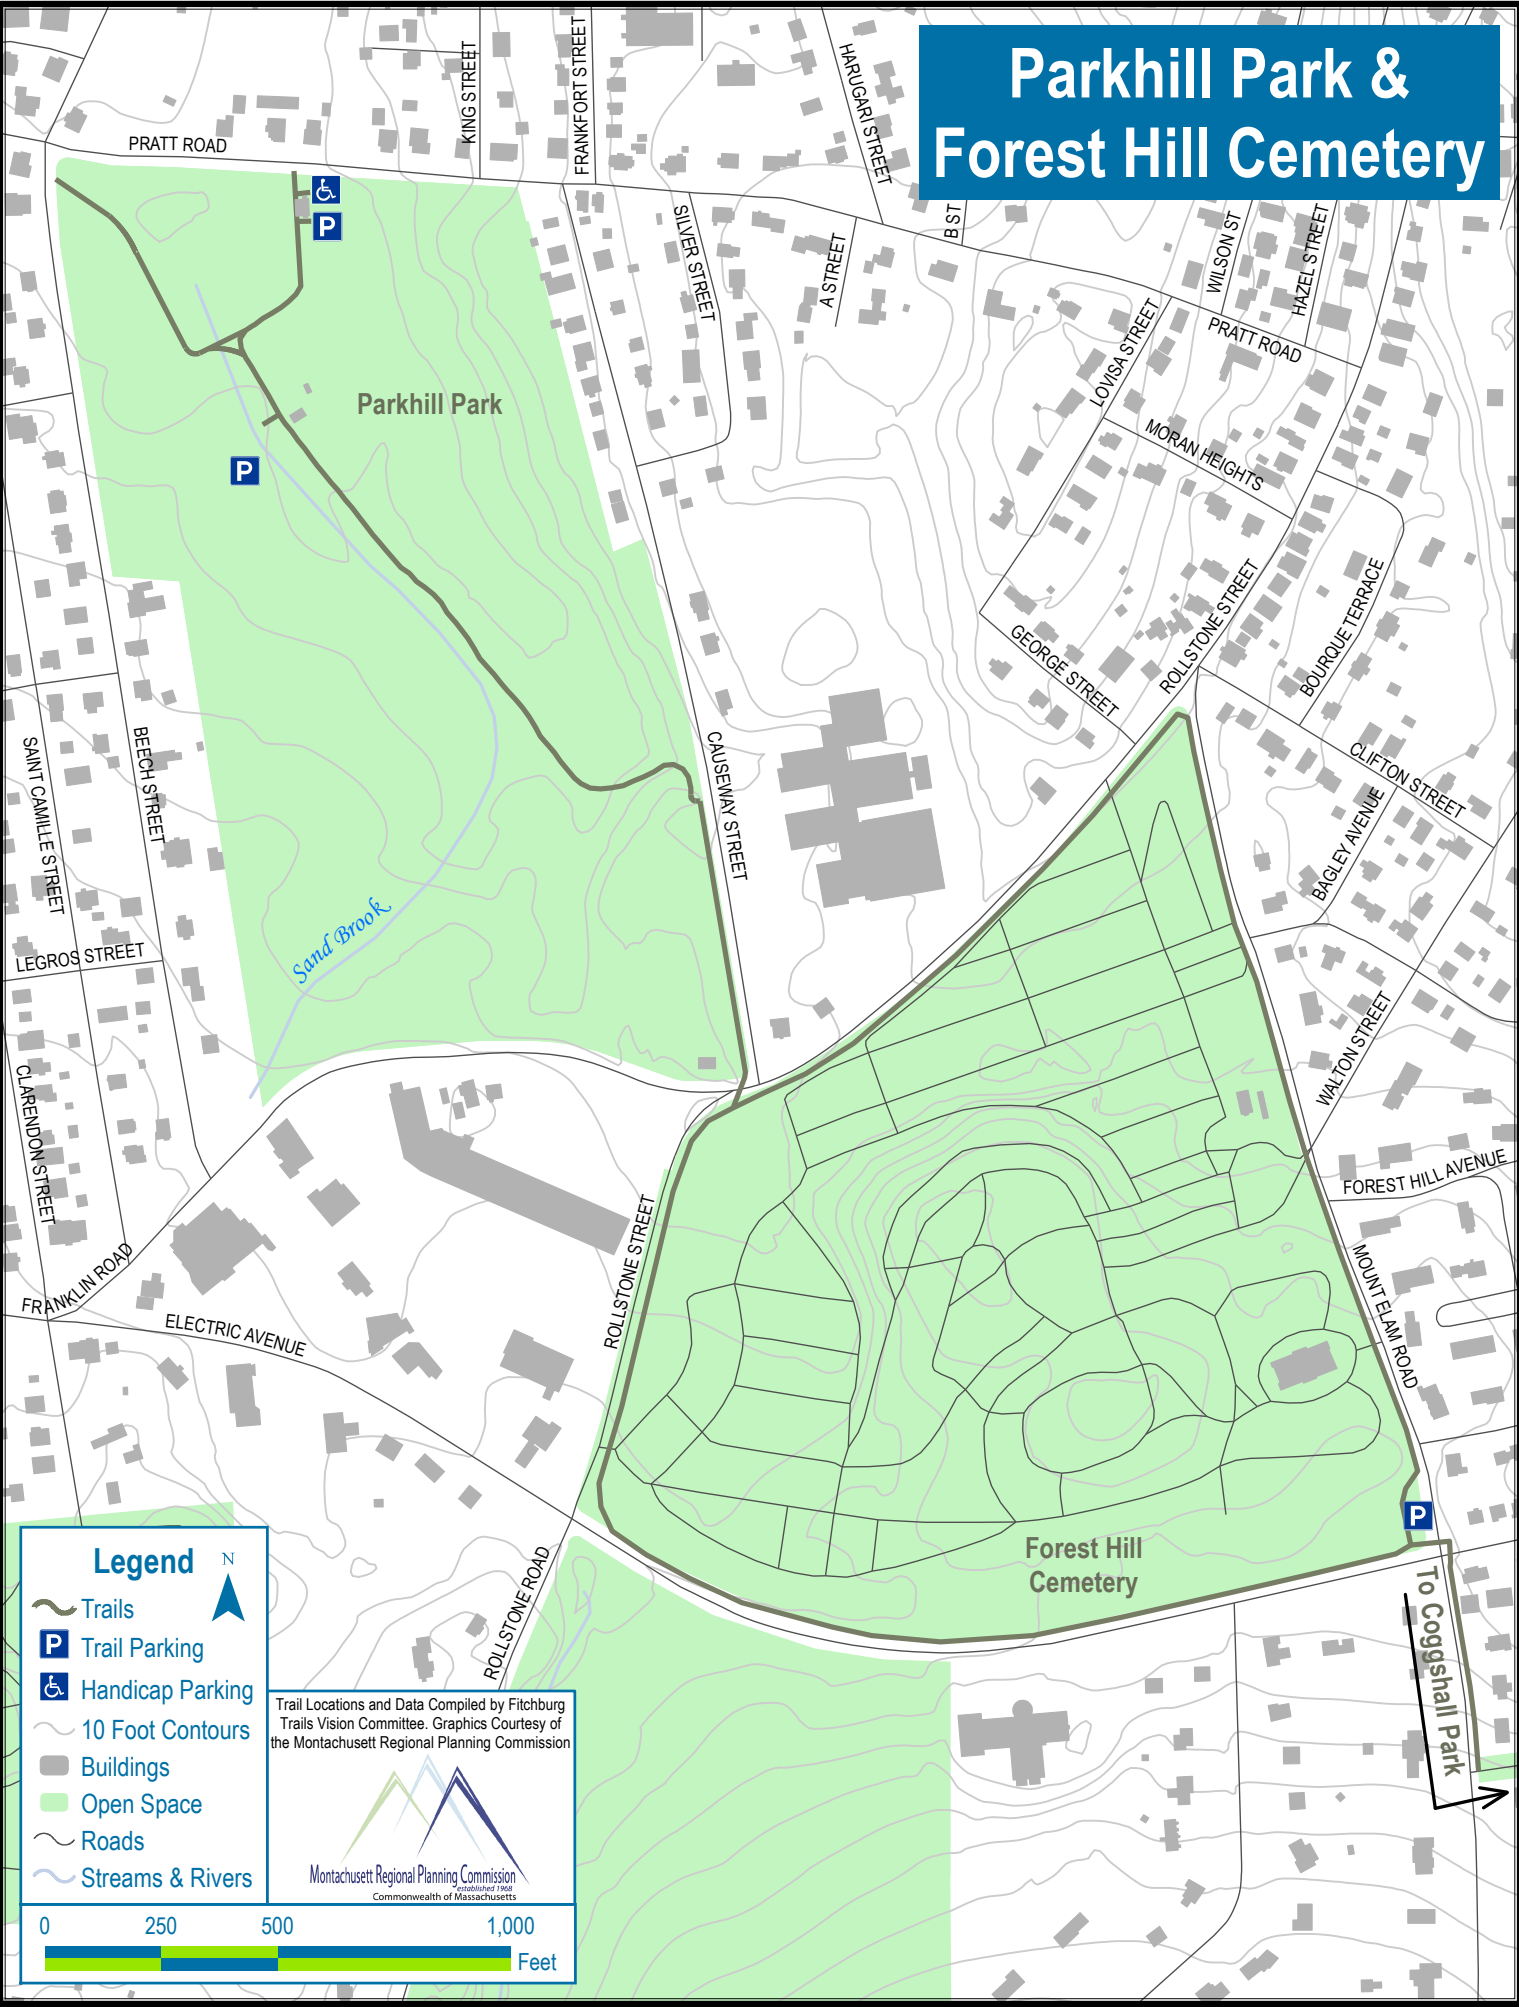 Parkhill Park &
Forest Hill Cemetery
PRATT ROAD
KING STREET
FRANKFORT STREET
HARUGARI STREET
SILVER STREET
A STREET
B ST
WILSON ST
HAZEL STREET
PRATT ROAD
LOVISA STREET
MORAN HEIGHTS
P
Parkhill Park
P
GEORGE STREET
ROLLSTONE STREET
BOURQUE TERRACE
CLIFTON STREET
BAGLEY AVENUE
SAINT CAMILLE STREET
BEECH STREET
CAUSEWAY STREET
Sand Brook
LEGROS STREET
WALTON STREET
CLARENDON STREET
FOREST HILL AVENUE
ROLLSTONE STREET
MOUNT ELAM ROAD
FRANKLIN ROAD
ELECTRIC AVENUE
P
Forest Hill
Cemetery
ROLLSTONE ROAD
To Coggshall Park
Legend
N
Trails
P Trail Parking
Handicap Parking
10 Foot Contours
Buildings
Open Space
Roads
Streams & Rivers
Trail Locations and Data Compiled by Fitchburg
Trails Vision Committee. Graphics Courtesy of
the Montachusett Regional Planning Commission
Montachusett Regional Planning Commission
established 1968
Commonwealth of Massachusetts
0 250 500 1,000
Feet